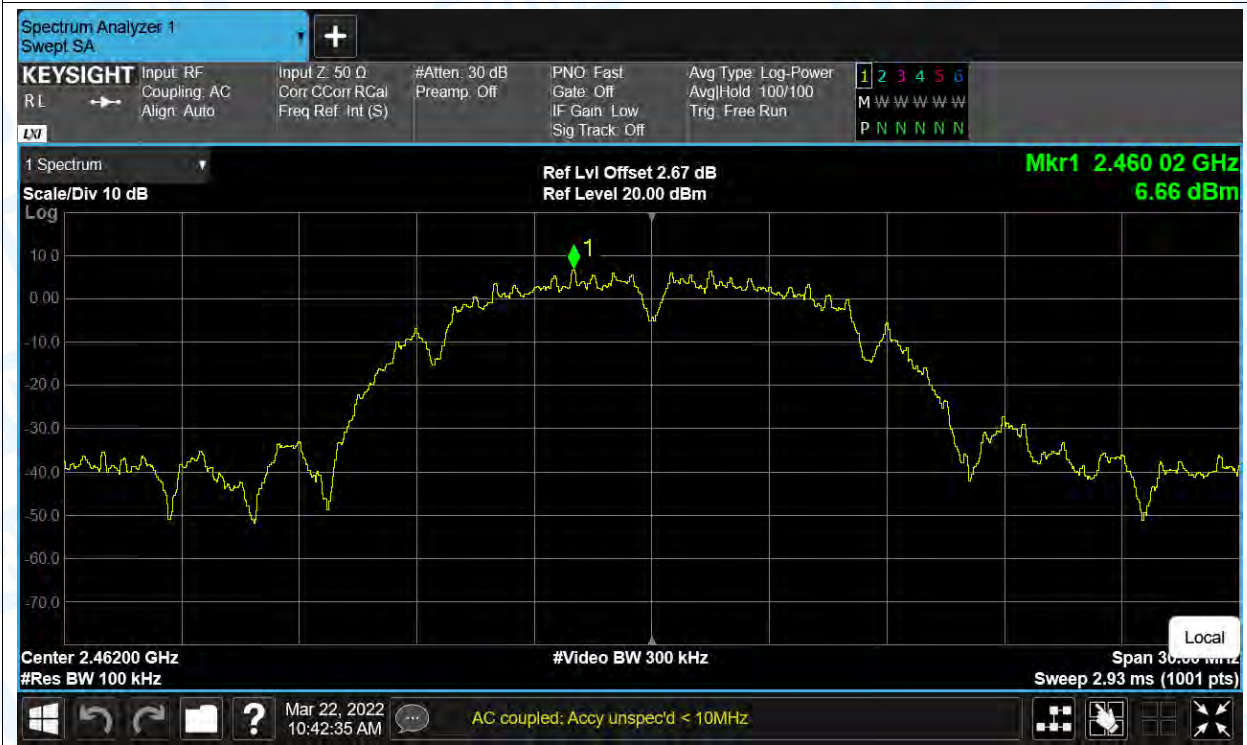 Spectrum Analyzer 1
Swept SA
+
KEYSIGHT
R L
LXI
Input: RF
Coupling: AC
Align: Auto
Input Z: 50 Ω
Corr CCorr RCal
Freq Ref: Int (S)
#Atten: 30 dB
Preamp: Off
PNO: Fast
Gate: Off
IF Gain: Low
Sig Track: Off
Avg Type: Log-Power
Avg|Hold: 100/100
Trig: Free Run
1 2 3 4 5 6
M W W W W W W
P N N N N N N
1 Spectrum
Scale/Div 10 dB
Log
Ref Lvl Offset 2.67 dB
Ref Level 20.00 dBm
Mkr1 2.460 02 GHz
6.66 dBm
1
10.0
0.00
-10.0
-20.0
-30.0
-40.0
-50.0
-60.0
-70.0
Local
Center 2.46200 GHz
#Video BW 300 kHz
Span 30.00 MHz
#Res BW 100 kHz
Sweep 2.93 ms (1001 pts)
?
Mar 22, 2022
10:42:35 AM
AC coupled: Accy unspec'd < 10MHz